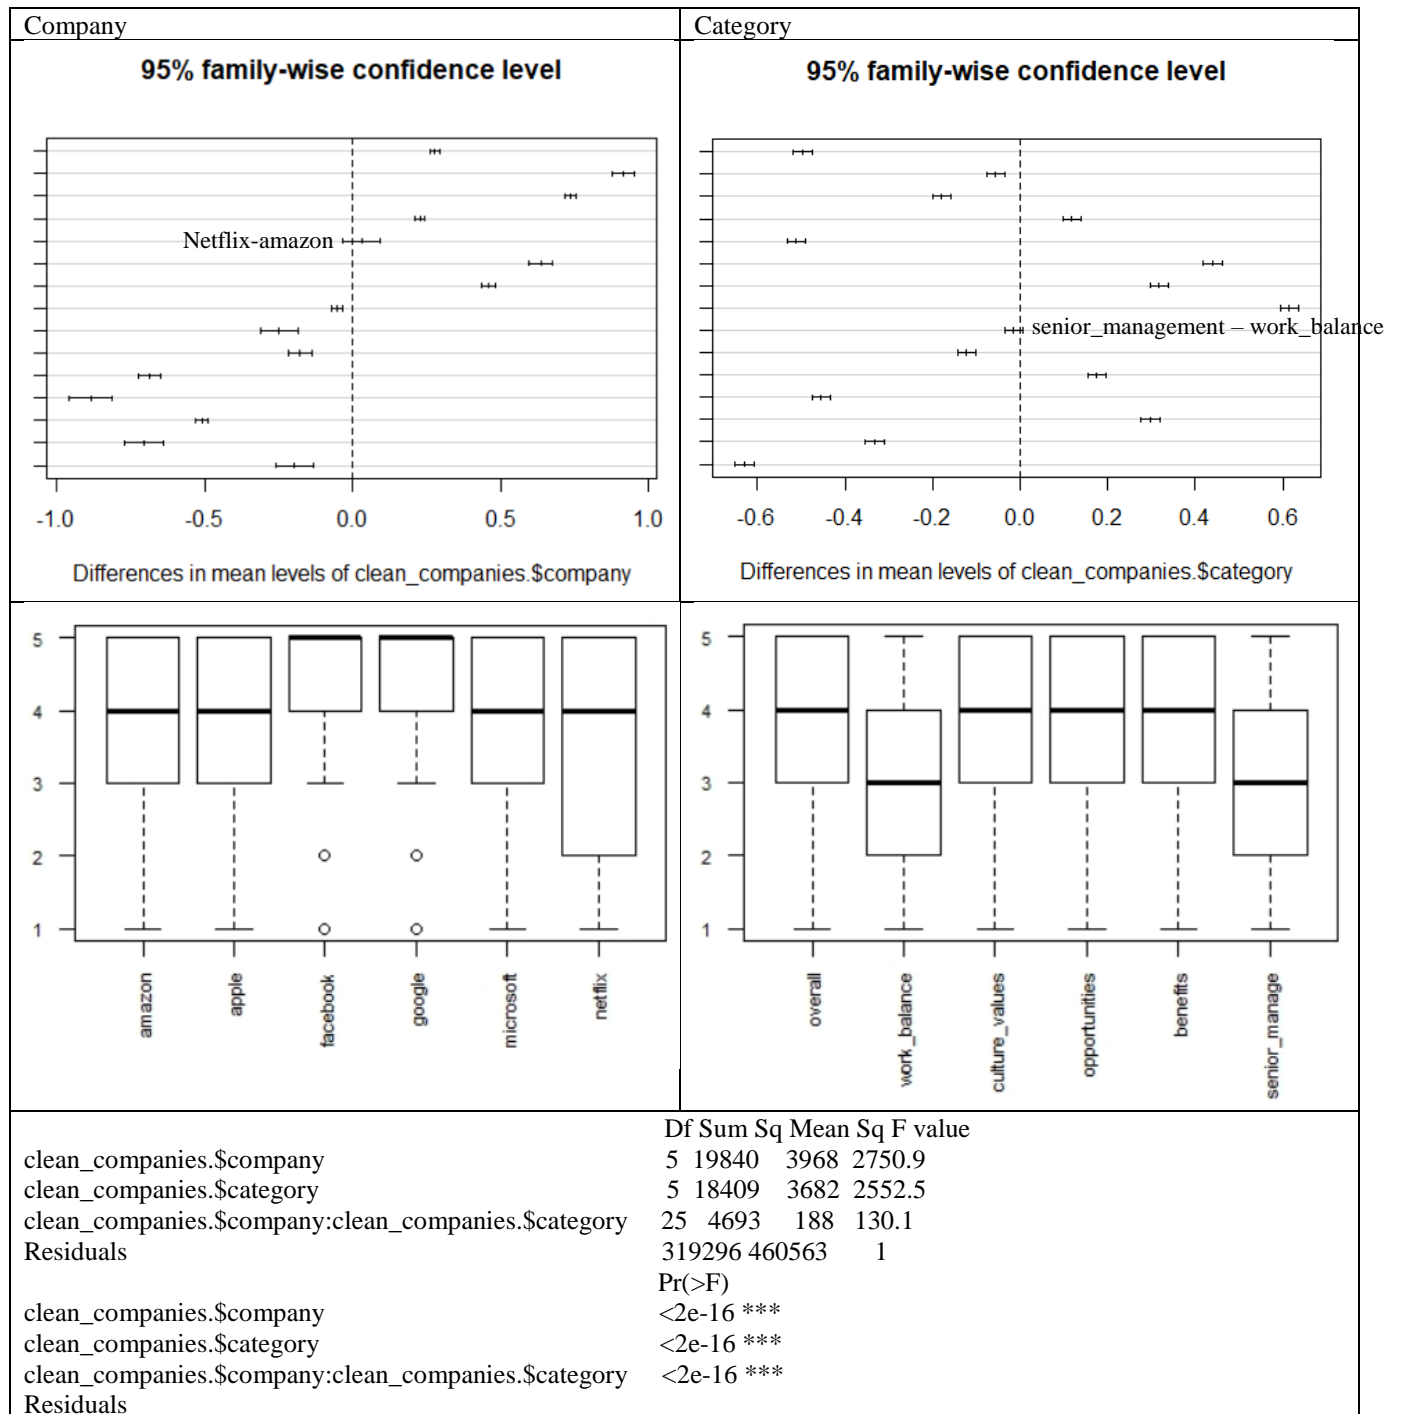 Company
Category
95% family-wise confidence level
95% family-wise confidence level
Netflix-amazon
senior_management – work_balance
-1.0 -0.5 0.0 0.5 1.0
-0.6 -0.4 -0.2 0.0 0.2 0.4 0.6
Differences in mean levels of clean_companies.$company
Differences in mean levels of clean_companies.$category
5
4
3
2
1
amazon
apple
facebook
google
microsoft
netflix
5
4
3
2
1
overall
work_balance
culture_values
opportunities
benefits
senior_manage
Df Sum Sq Mean Sq F value
clean_companies.$company 5 19840 3968 2750.9
clean_companies.$category 5 18409 3682 2552.5
clean_companies.$company:clean_companies.$category 25 4693 188 130.1
Residuals 319296 460563 1
Pr(>F)
clean_companies.$company <2e-16 ***
clean_companies.$category <2e-16 ***
clean_companies.$company:clean_companies.$category <2e-16 ***
Residuals